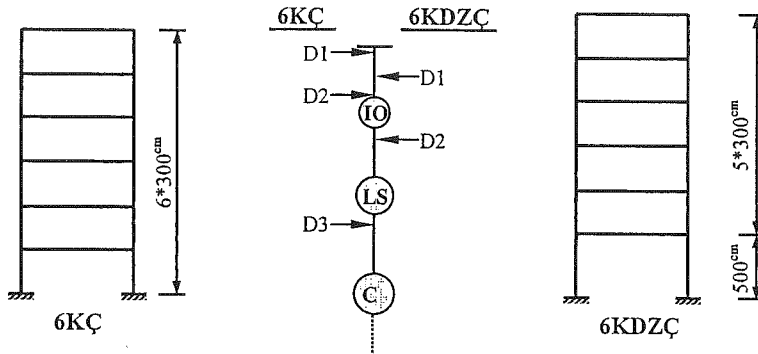 6KÇ
6KDZÇ
D1
D1
D2
IO
D2
LS
D3
C
6*300cm
5*300cm
500cm
6KÇ
6KDZÇ